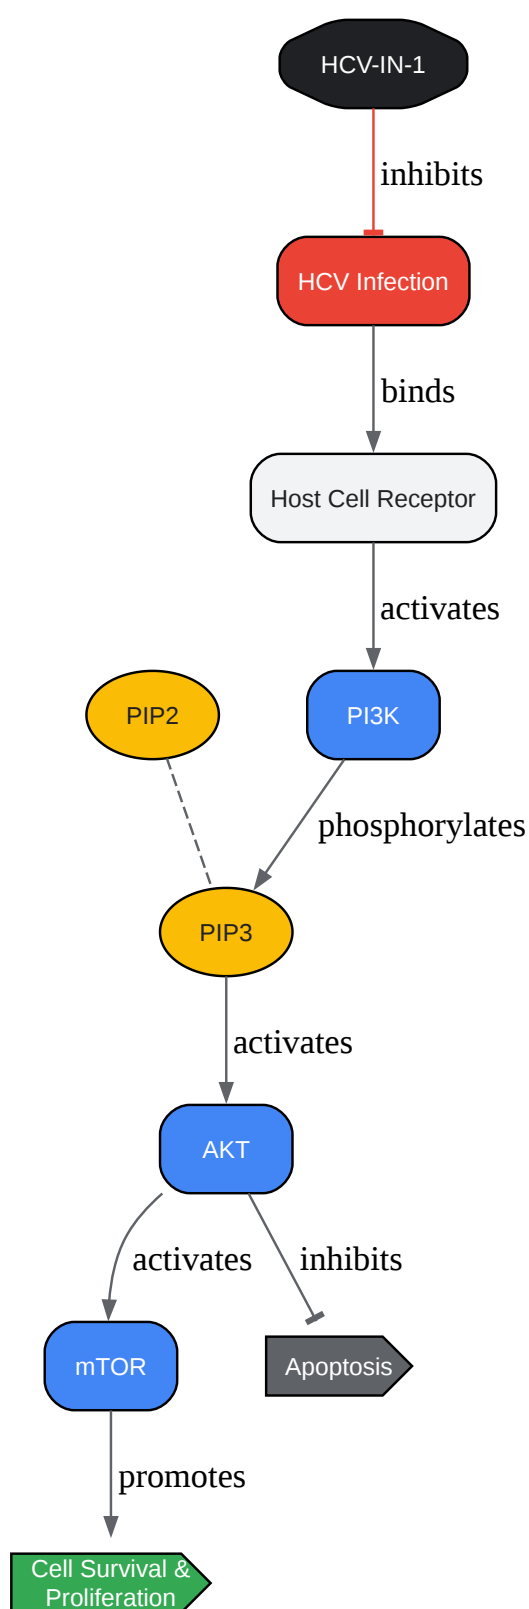 HCV-IN-1
inhibits
HCV Infection
binds
Host Cell Receptor
activates
PIP2
PI3K
phosphorylates
PIP3
activates
AKT
activates
inhibits
mTOR
Apoptosis
promotes
Cell Survival &
Proliferation